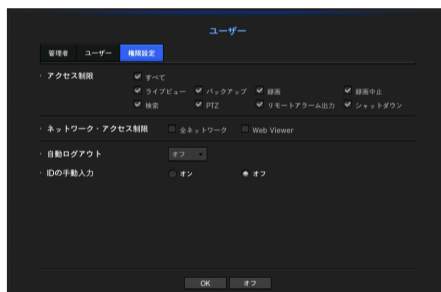 ユーザー
管理者 ユーザー 権限設定
・アクセス制限 すべて
ライブビュー バックアップ 録画 録画中止
検索 PTZ リモートアラーム出力 シャットダウン
・ネットワーク・アクセス制限 全ネットワーク Web Viewer
・自動ログアウト オフ
・IDの手動入力 オン オフ
OK オフ